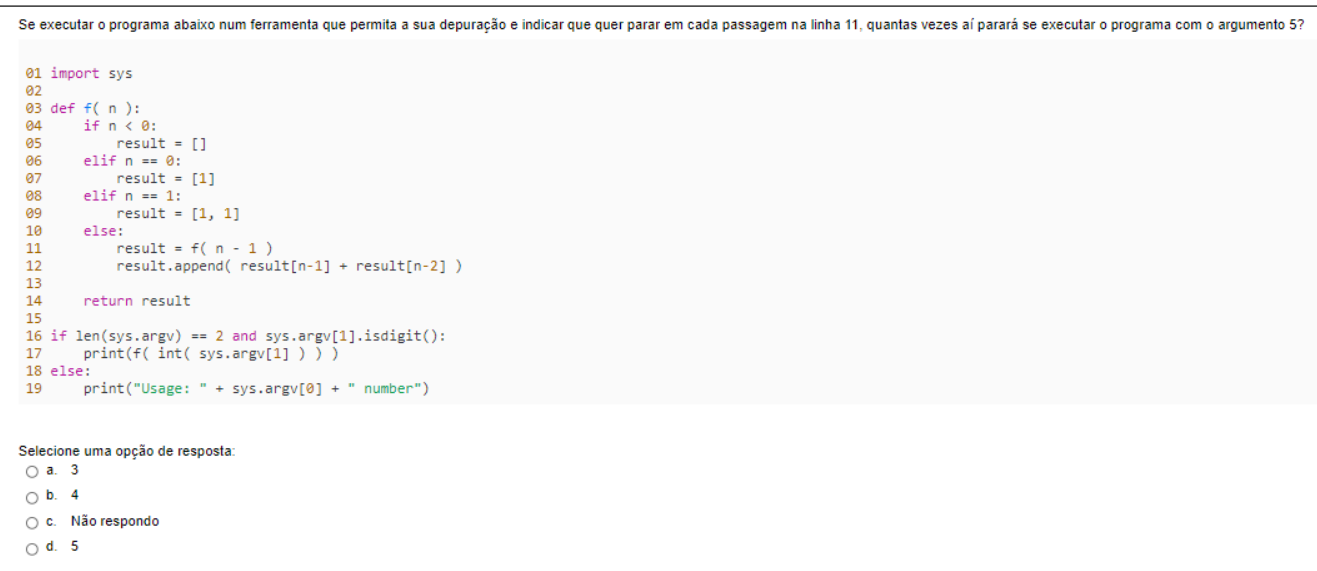 Se executar o programa abaixo num ferramenta que permita a sua depuração e indicar que quer parar em cada passagem na linha 11, quantas vezes aí parará se executar o programa com o argumento 5?
01 import sys
02
03 def f( n ):
04     if n < 0:
05         result = []
06     elif n == 0:
07         result = [1]
08     elif n == 1:
09         result = [1, 1]
10     else:
11         result = f( n - 1 )
12         result.append( result[n-1] + result[n-2] )
13
14     return result
15
16 if len(sys.argv) == 2 and sys.argv[1].isdigit():
17     print(f( int( sys.argv[1] ) ) )
18 else:
19     print("Usage: " + sys.argv[0] + " number")
Selecione uma opção de resposta:
a. 3
b. 4
c. Não respondo
d. 5